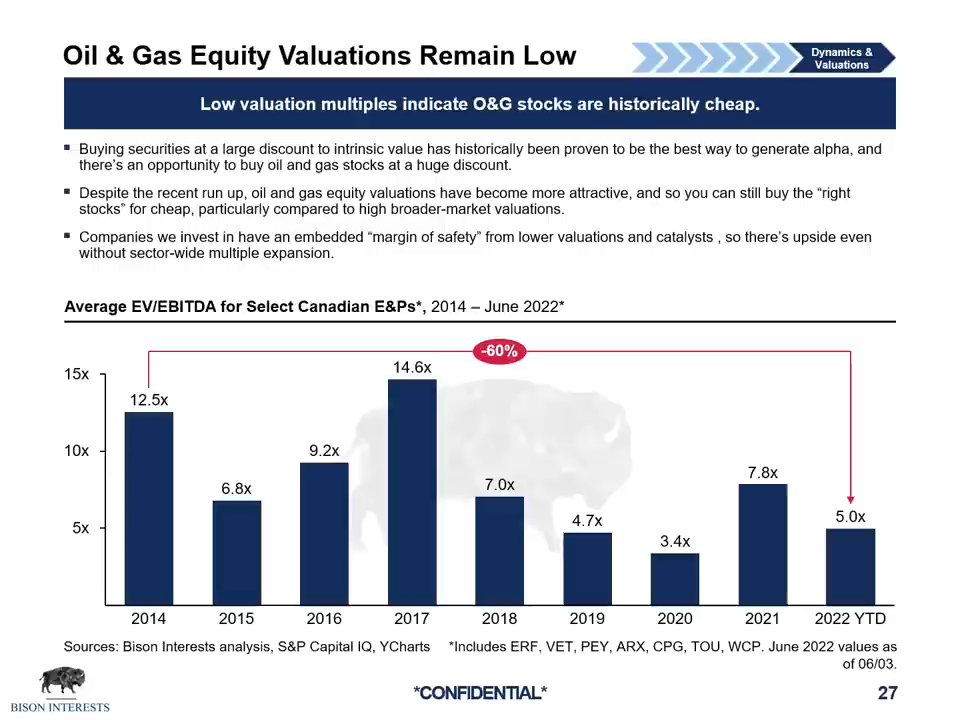 Oil & Gas Equity Valuations Remain Low
Dynamics &
Valuations
Low valuation multiples indicate O&G stocks are historically cheap.
▪ Buying securities at a large discount to intrinsic value has historically been proven to be the best way to generate alpha, and
there’s an opportunity to buy oil and gas stocks at a huge discount.
▪ Despite the recent run up, oil and gas equity valuations have become more attractive, and so you can still buy the “right
stocks” for cheap, particularly compared to high broader-market valuations.
▪ Companies we invest in have an embedded “margin of safety” from lower valuations and catalysts , so there’s upside even
without sector-wide multiple expansion.
Average EV/EBITDA for Select Canadian E&Ps*, 2014 – June 2022*
-60%
15x
10x
5x
12.5x
6.8x
9.2x
14.6x
7.0x
4.7x
3.4x
7.8x
5.0x
2014 2015 2016 2017 2018 2019 2020 2021 2022 YTD
Sources: Bison Interests analysis, S&P Capital IQ, YCharts *Includes ERF, VET, PEY, ARX, CPG, TOU, WCP. June 2022 values as
of 06/03.
BISON INTERESTS
*CONFIDENTIAL*
27